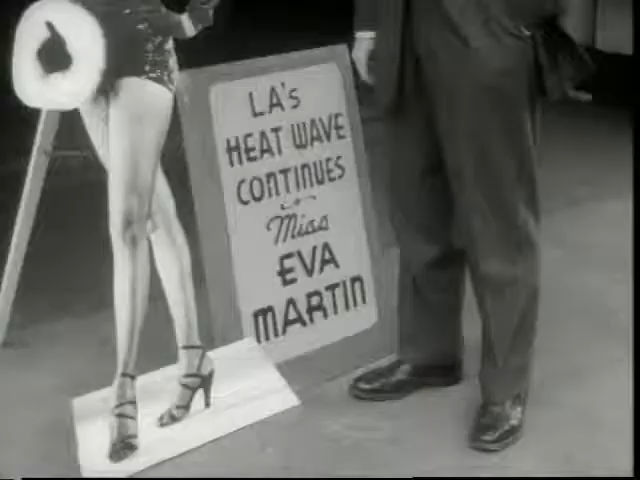 LA's
HEAT WAVE
CONTINUES
Miss
EVA
MARTIN